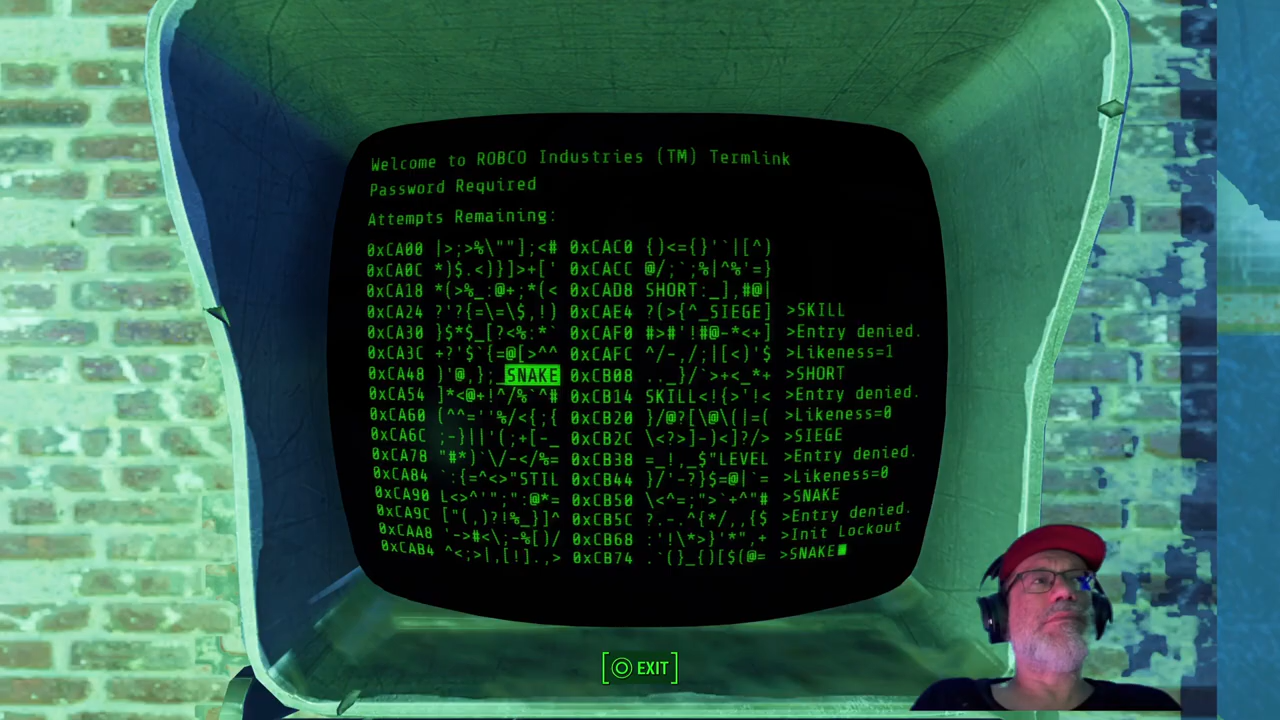 Welcome to ROBCO Industries (TM) Termlink
Password Required
Attempts Remaining:
0xCA00 |>;>%\""];<# 0xCAC0 {)<={}'`|[^)
0xCA0C *)$.<)}]>+[' 0xCACC @/;`;%|^%'=}
0xCA18 *(>%_:@+;*(< 0xCAD8 SHORT:_],#@|
0xCA24 ?'?{=\=\$,!) 0xCAE4 ?(>{^_SIEGE] >SKILL
0xCA30 }$*$_[?<%:*` 0xCAF0 #>#'!#@-*<+] >Entry denied.
0xCA3C +?'$`{=@[>^^ 0xCAFC ^/-,/;|[<)'$ >Likeness=1
0xCA48 )'@,};_SNAKE 0xCB08 .._}/`>+<_*+ >SHORT
0xCA54 ]*<@+!^/%`^# 0xCB14 SKILL<!{>'!< >Entry denied.
0xCA60 (^^=''%/<{;{ 0xCB20 }/@?[\@\(|=( >Likeness=0
0xCA6C ;-}||'(;+[-_ 0xCB2C \<?>]-)<]?/> >SIEGE
0xCA78 "#*)`\/-</%= 0xCB38 =_!,_$"LEVEL >Entry denied.
0xCA84 `:{=^<>"STIL 0xCB44 }/'-?}$=@|`= >Likeness=0
0xCA90 L<>^'":":@*= 0xCB50 \<^=;">`+^"# >SNAKE
0xCA9C ["(,)?!%_}]^ 0xCB5C ?.-.^{*/,,{$ >Entry denied.
0xCAA8 '->#<\;-%[)/ 0xCB68 :'!\*>}'*",+ >Init Lockout
0xCAB4 ^<;>|,[!].,> 0xCB74 .`(}_{)[$(@= >SNAKE
[EXIT]